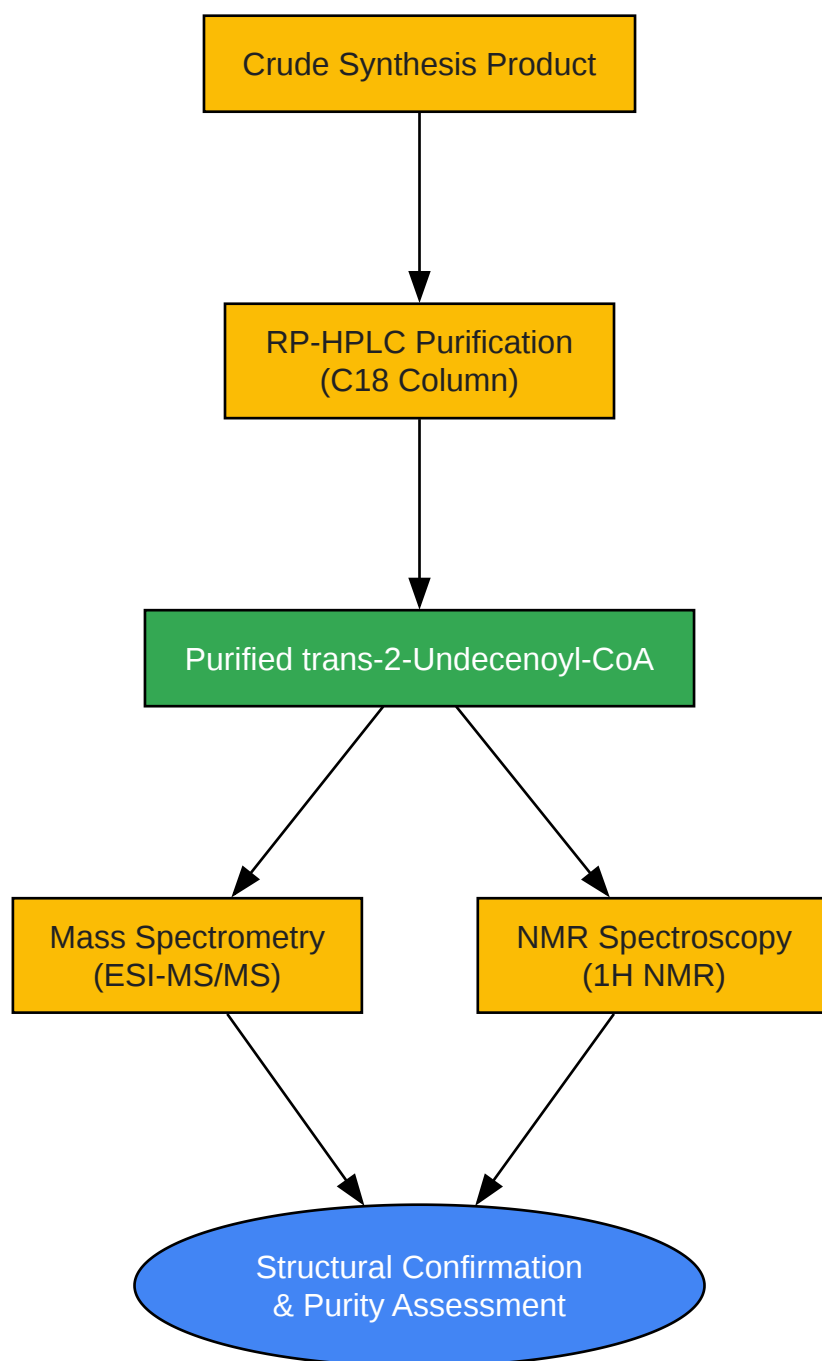 Crude Synthesis Product
RP-HPLC Purification
(C18 Column)
Purified trans-2-Undecenoyl-CoA
Mass Spectrometry
(ESI-MS/MS)
NMR Spectroscopy
(1H NMR)
Structural Confirmation
& Purity Assessment